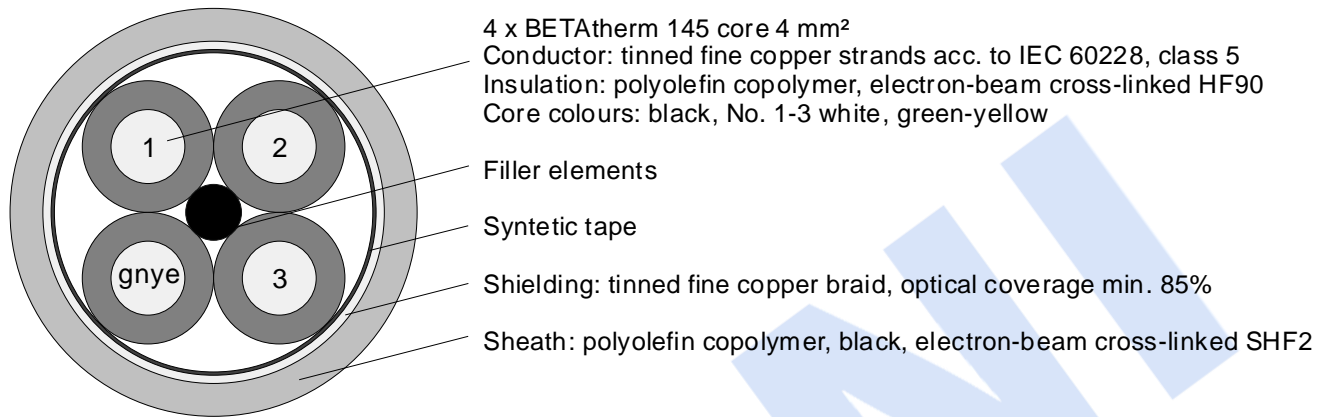 4 x BETAtherm 145 core 4 mm²
Conductor: tinned fine copper strands acc. to IEC 60228, class 5
Insulation: polyolefin copolymer, electron-beam cross-linked HF90
Core colours: black, No. 1-3 white, green-yellow
1
2
Filler elements
Syntetic tape
gnye
3
Shielding: tinned fine copper braid, optical coverage min. 85%
Sheath: polyolefin copolymer, black, electron-beam cross-linked SHF2